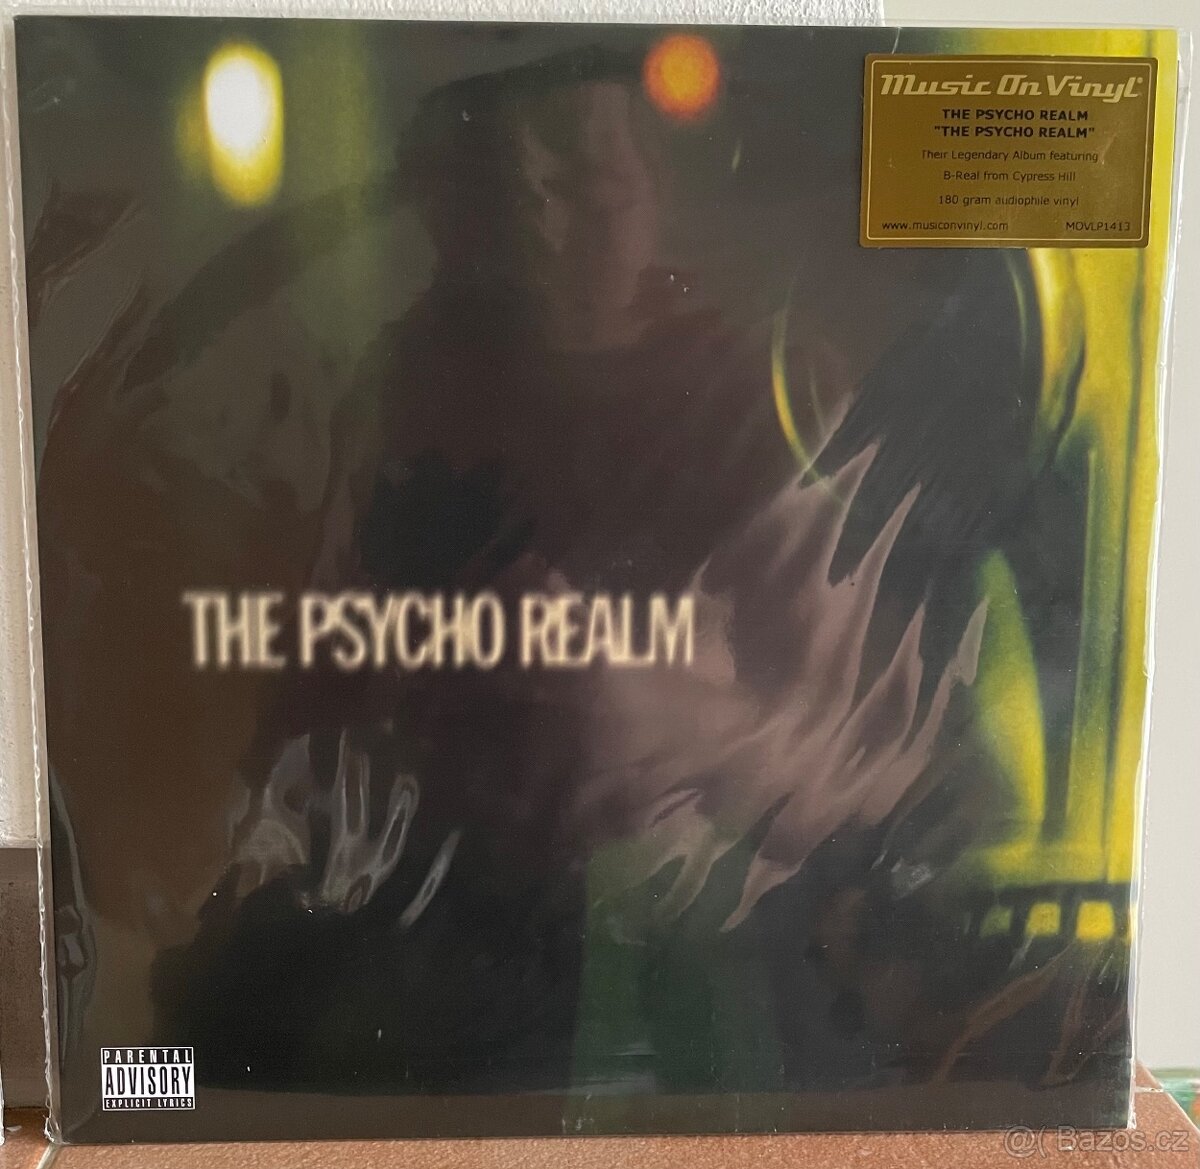 Music On Vinyl®
THE PSYCHO REALM
"THE PSYCHO REALM"
Their Legendary Album featuring
B-Real from Cypress Hill
180 gram audiophile vinyl
www.musiconvinyl.com MOVLP1413
THE PSYCHO REALM
PARENTAL
ADVISORY
EXPLICIT LYRICS
@( Bazos.cz